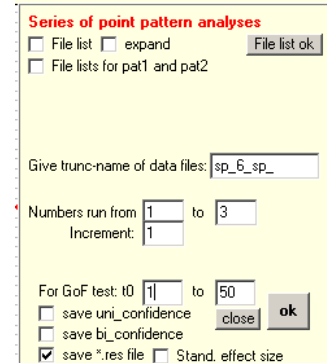 Series of point pattern analyses
File list expand File list ok
File lists for pat1 and pat2
Give trunc-name of data files: sp_6_sp_
Numbers run from 1 to 3
Increment: 1
For GoF test: t0 1 to 50
save uni_confidence
close ok
save bi_confidence
save *.res file Stand. effect size